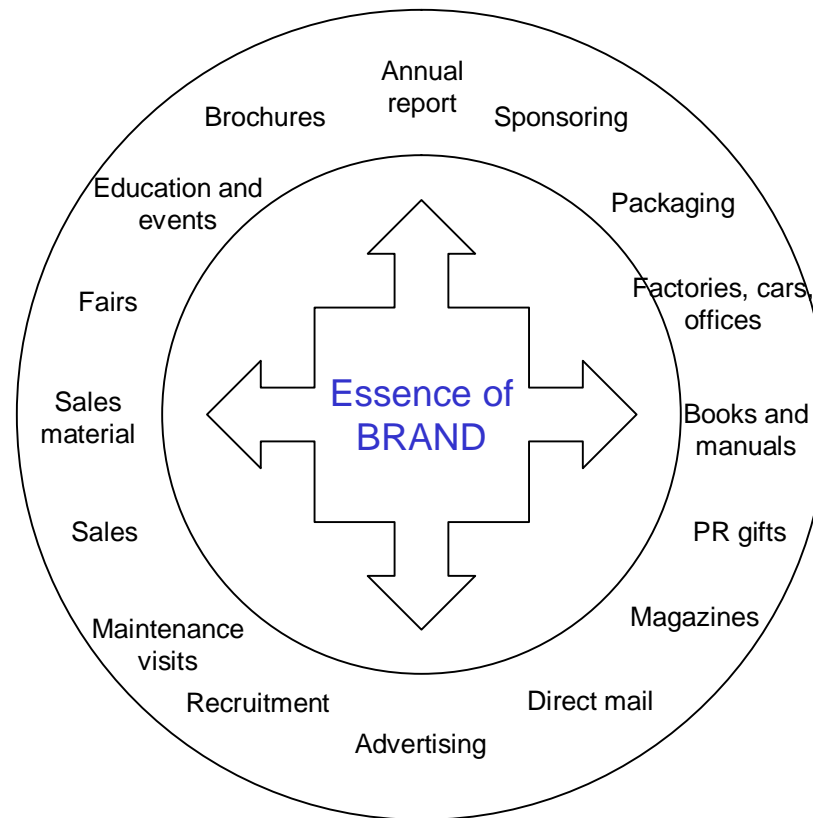 Annual
report
Brochures
Sponsoring
Education and
events
Packaging
Fairs
Factories, cars,
offices
Essence of
BRAND
Sales
material
Books and
manuals
Sales
PR gifts
Maintenance
visits
Magazines
Recruitment
Direct mail
Advertising